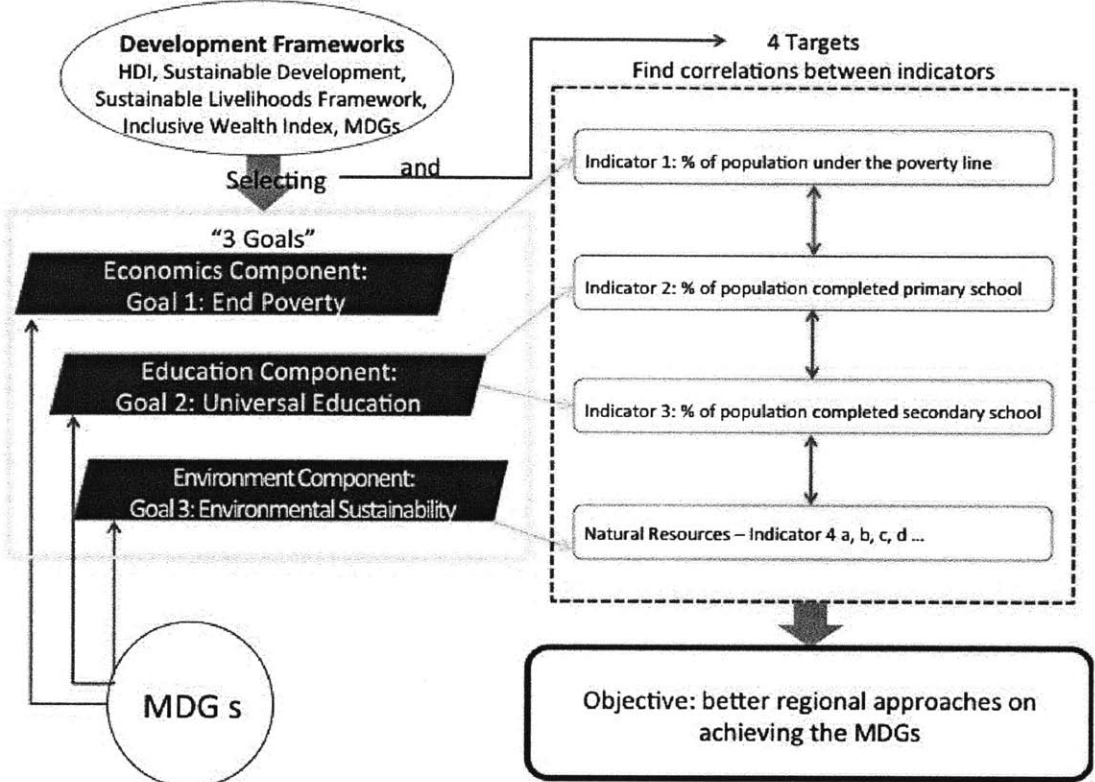 Development Frameworks
HDI, Sustainable Development,
Sustainable Livelihoods Framework,
Inclusive Wealth Index, MDGs
Selecting
and
4 Targets
Find correlations between indicators
"3 Goals"
Economics Component:
Goal 1: End Poverty
Education Component:
Goal 2: Universal Education
Environment Component:
Goal 3: Environmental Sustainability
MDG s
Indicator 1: % of population under the poverty line
Indicator 2: % of population completed primary school
Indicator 3: % of population completed secondary school
Natural Resources – Indicator 4 a, b, c, d ...
Objective: better regional approaches on
achieving the MDGs